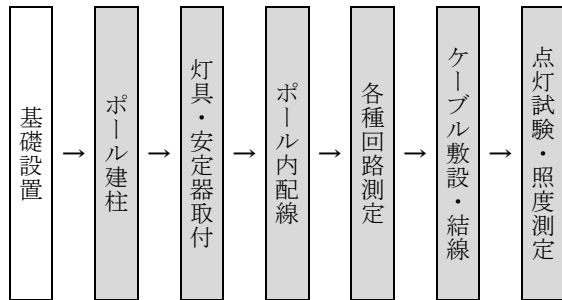 基礎設置
→
ポール建柱
→
灯具・安定器取付
→
ポール内配線
→
各種回路測定
→
ケーブル敷設・結線
→
点灯試験・照度測定